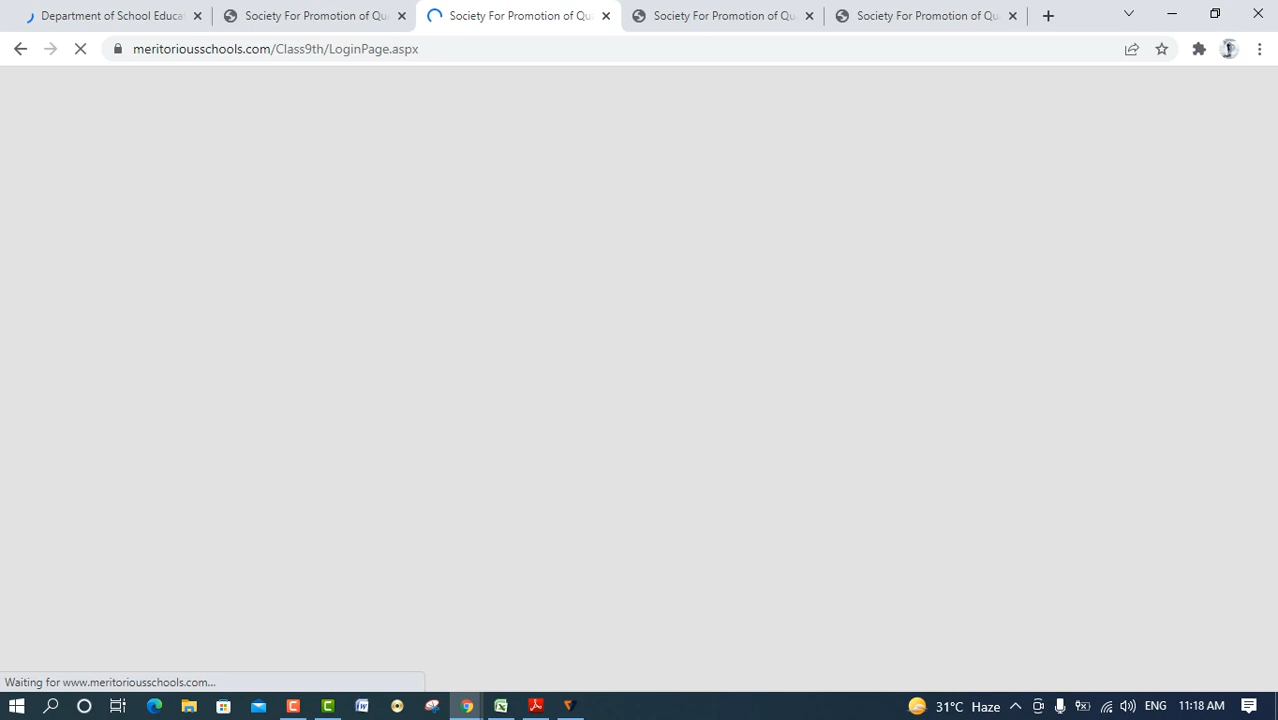 Department of School Educat
Society For Promotion of Qu
Society For Promotion of Qu
Society For Promotion of Qu
Society For Promotion of Qu
meritoriousschools.com/Class9th/LoginPage.aspx
Waiting for www.meritoriousschools.com...
31°C Haze
ENG
11:18 AM